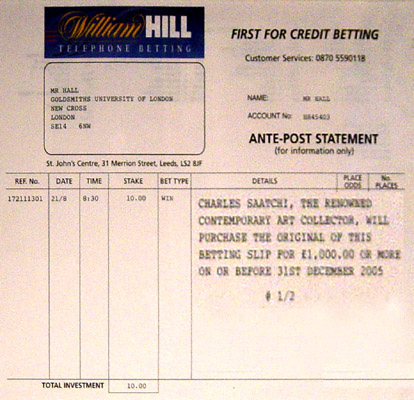 William HILL
TELEPHONE BETTING
FIRST FOR CREDIT BETTING
Customer Services: 0870 5590118
MR HALL
GOLDSMITHS UNIVERSITY OF LONDON
NEW CROSS
LONDON
SE14 6NW
NAME: MR HALL
ACCOUNT No:
ANTE-POST STATEMENT
(for information only)
St. John's Centre, 31 Merrion Street, Leeds, LS2 8JF
REF. No. DATE TIME STAKE BET TYPE DETAILS PLACE ODDS No. PLACES
172111301 21/8 8:30 10.00 WIN
CHARLES SAATCHI, THE RENOWNED
CONTEMPORARY ART COLLECTOR, WILL
PURCHASE THE ORIGINAL OF THIS
BETTING SLIP FOR £1,000.00 OR MORE
ON OR BEFORE 31ST DECEMBER 2005
1/2
TOTAL INVESTMENT 10.00